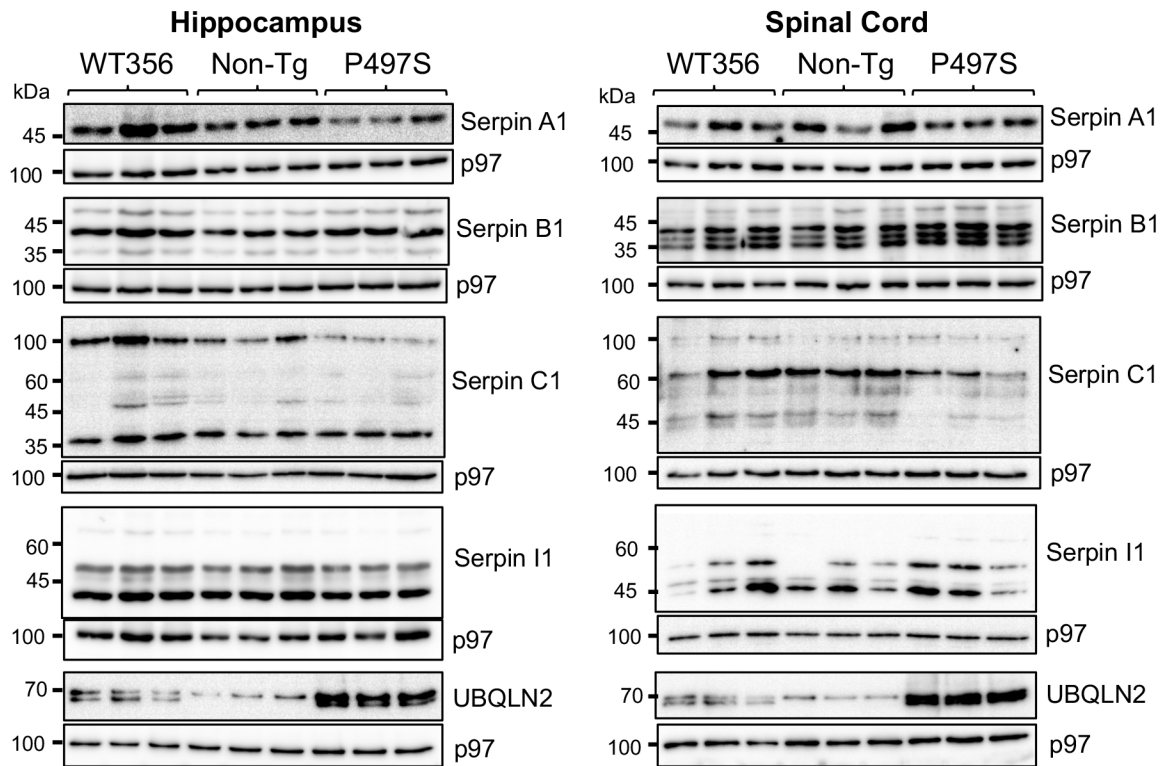 Hippocampus
WT356 Non-Tg P497S
kDa
45 Serpin A1
100 p97
45 Serpin B1
35
100 p97
100
60 Serpin C1
45
35
100 p97
60 Serpin I1
45
100 p97
70 UBQLN2
100 p97
Spinal Cord
WT356 Non-Tg P497S
kDa
45 Serpin A1
100 p97
45 Serpin B1
35
100 p97
100
60 Serpin C1
45
100 p97
60 Serpin I1
45
100 p97
70 UBQLN2
100 p97